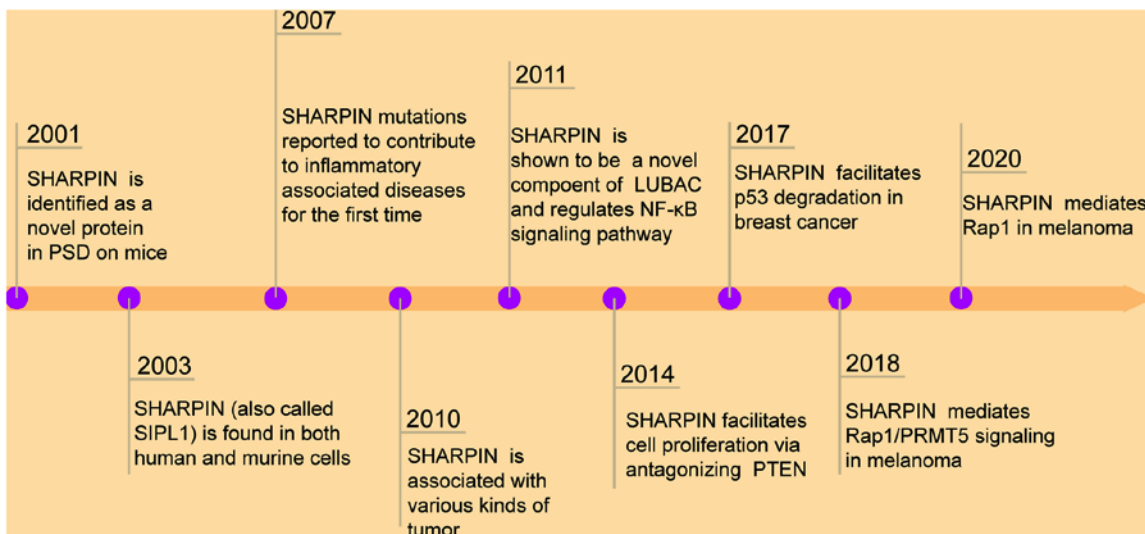 2001
SHARPIN is
identified as a
novel protein
in PSD on mice
2003
SHARPIN (also called
SIPL1) is found in both
human and murine cells
2007
SHARPIN mutations
reported to contribute
to inflammatory
associated diseases
for the first time
2010
SHARPIN is
associated with
various kinds of
tumor
2011
SHARPIN is
shown to be a novel
compoent of LUBAC
and regulates NF-κB
signaling pathway
2014
SHARPIN facilitates
cell proliferation via
antagonizing PTEN
2017
SHARPIN facilitates
p53 degradation in
breast cancer
2018
SHARPIN mediates
Rap1/PRMT5 signaling
in melanoma
2020
SHARPIN mediates
Rap1 in melanoma